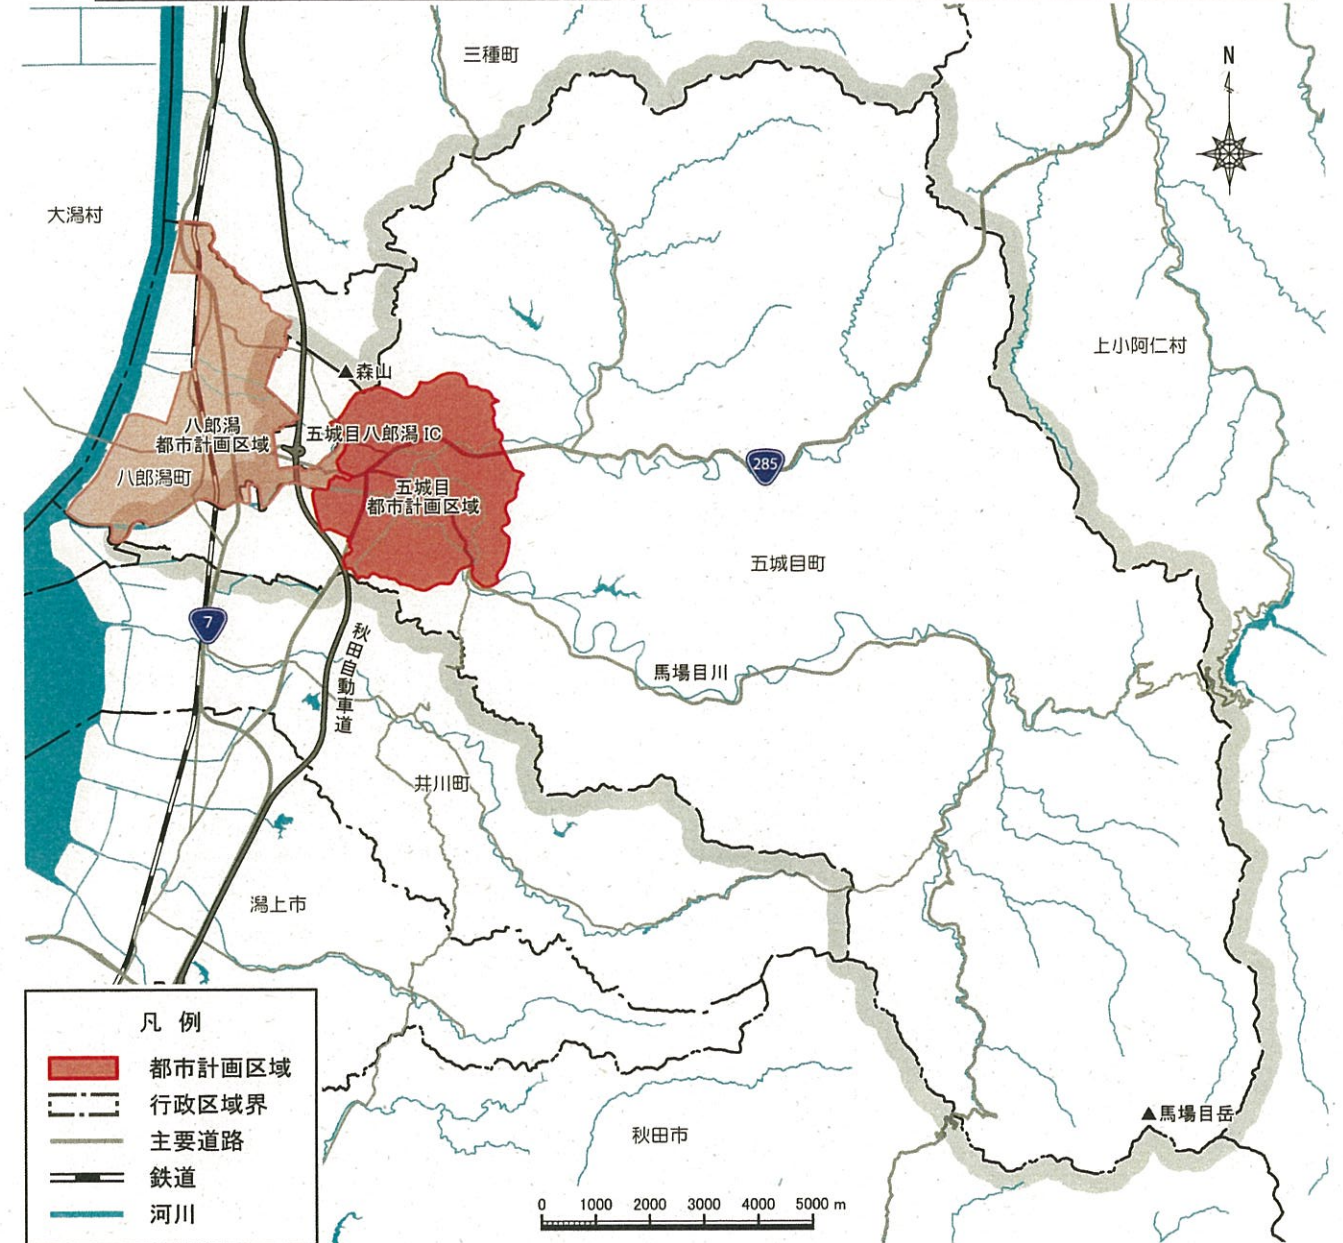 三種町
N
大潟村
上小阿仁村
▲森山
八郎潟
都市計画区域
五城目八郎潟 IC
285
八郎潟町
五城目
都市計画区域
五城目町
7
秋田自動車道
馬場目川
井川町
潟上市
凡 例
都市計画区域
行政区域界
主要道路
鉄道
河川
▲馬場目岳
秋田市
0 1000 2000 3000 4000 5000 m